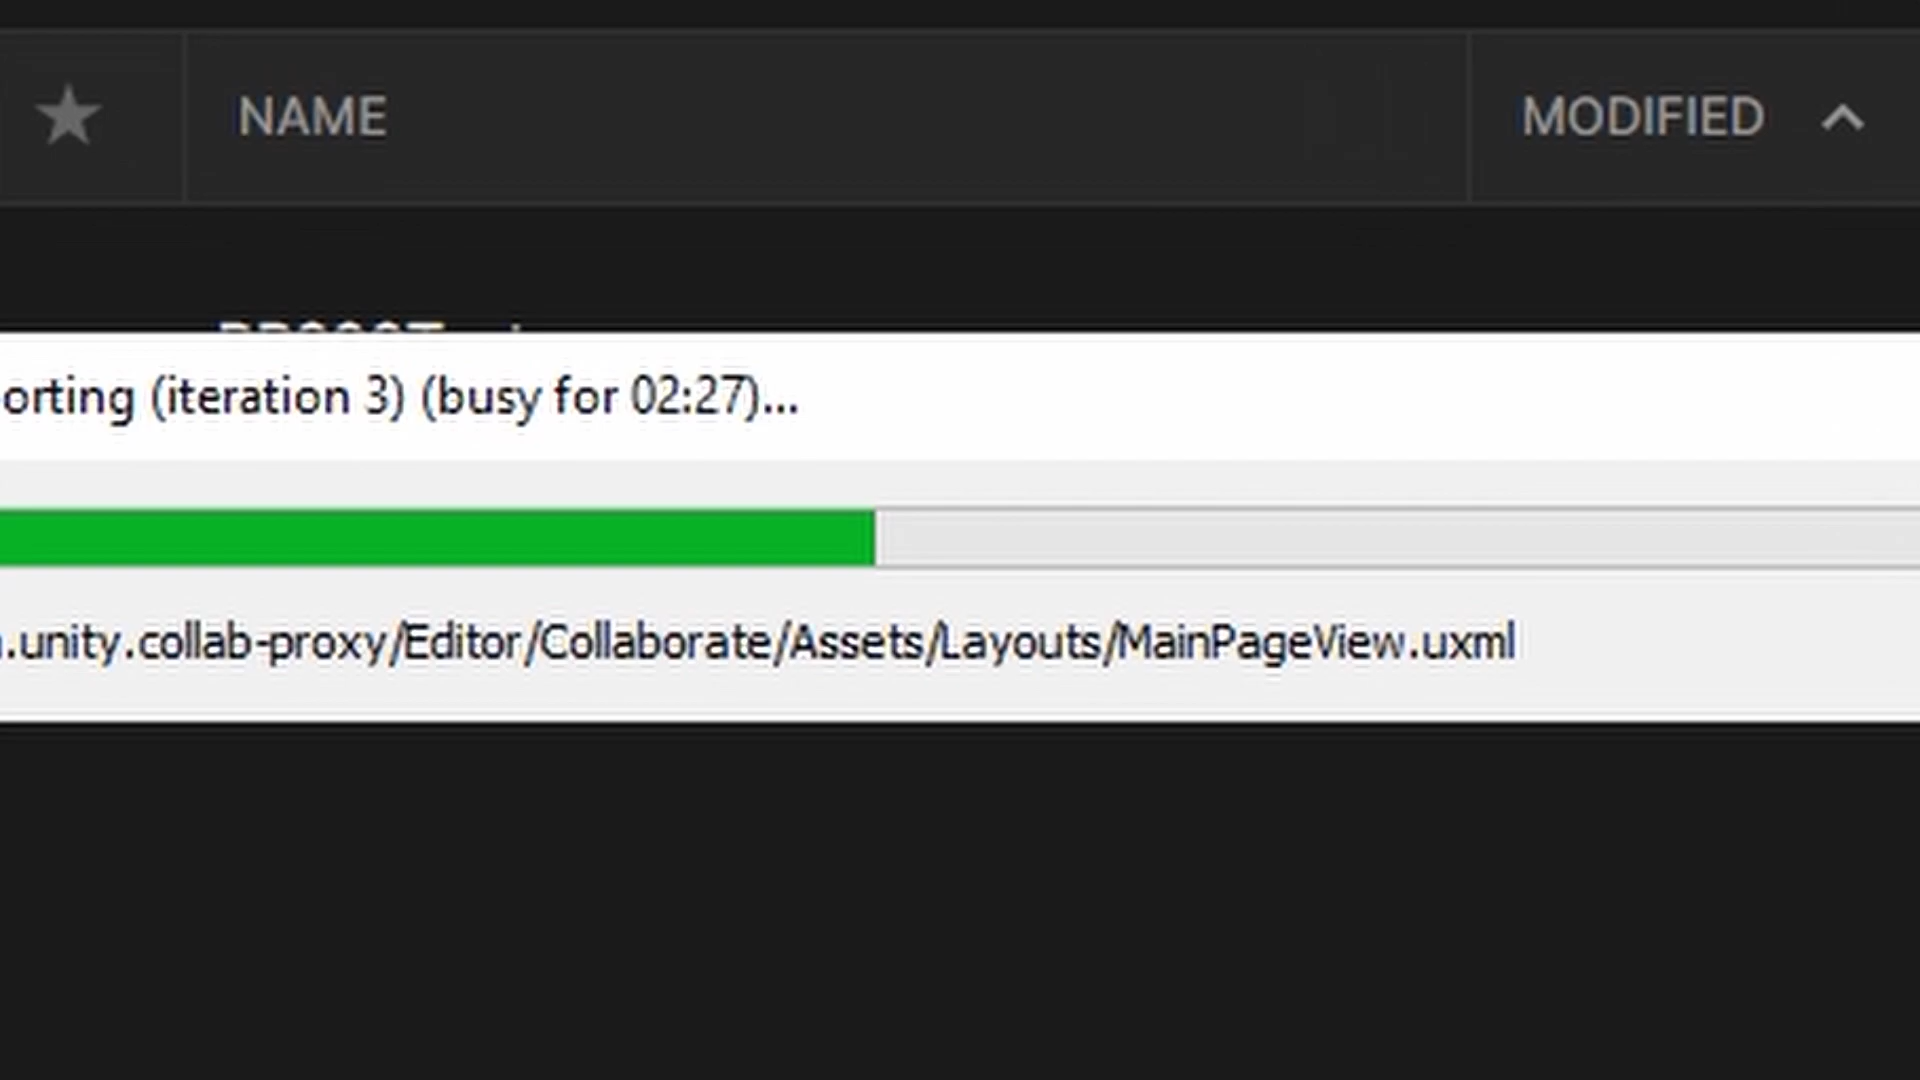 NAME
MODIFIED
orting (iteration 3) (busy for 02:27)...
.unity.collab-proxy/Editor/Collaborate/Assets/Layouts/MainPageView.uxml